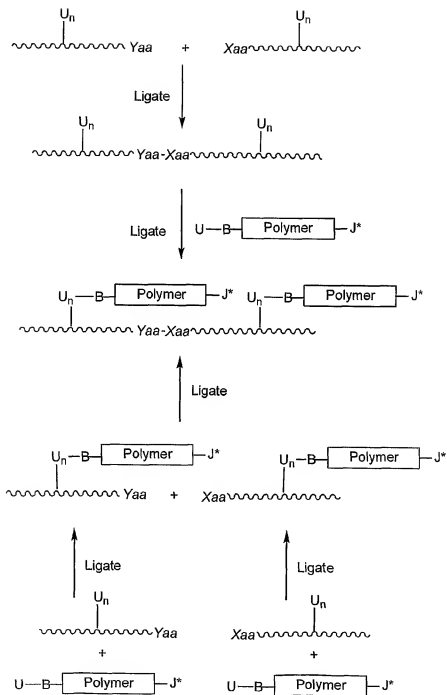 Un Un
Yaa + Xaa
Ligate
Un Un
Yaa-Xaa
Ligate U—B—Polymer—J*
Un—B—Polymer—J* Un—B—Polymer—J*
Yaa-Xaa
Ligate
Un—B—Polymer—J* Un—B—Polymer—J*
Yaa + Xaa
Ligate Ligate
Un Un
Yaa Xaa
+ +
U—B—Polymer—J* U—B—Polymer—J*